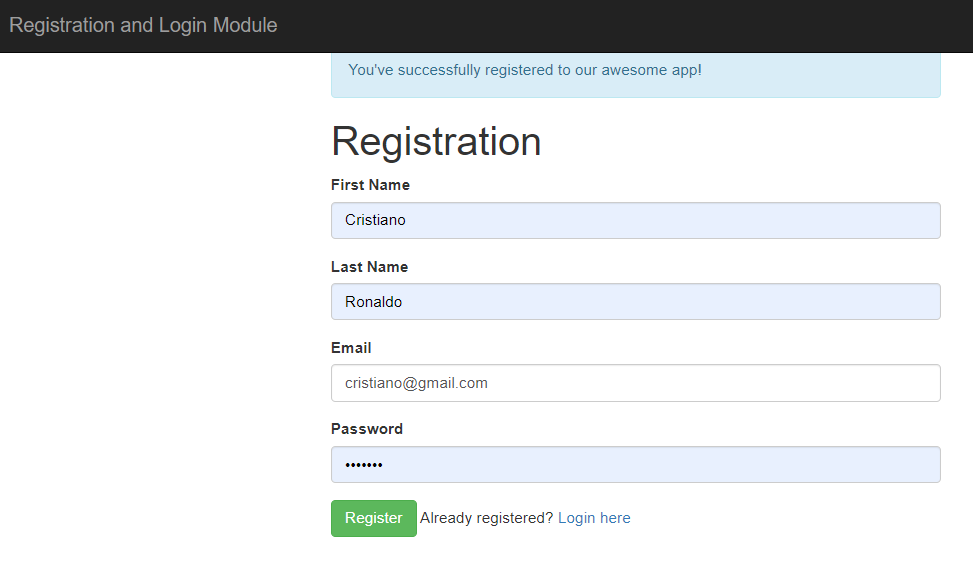 Registration and Login Module
You've successfully registered to our awesome app!
Registration
First Name
Cristiano
Last Name
Ronaldo
Email
cristiano@gmail.com
Password
•••••••
Register Already registered? Login here